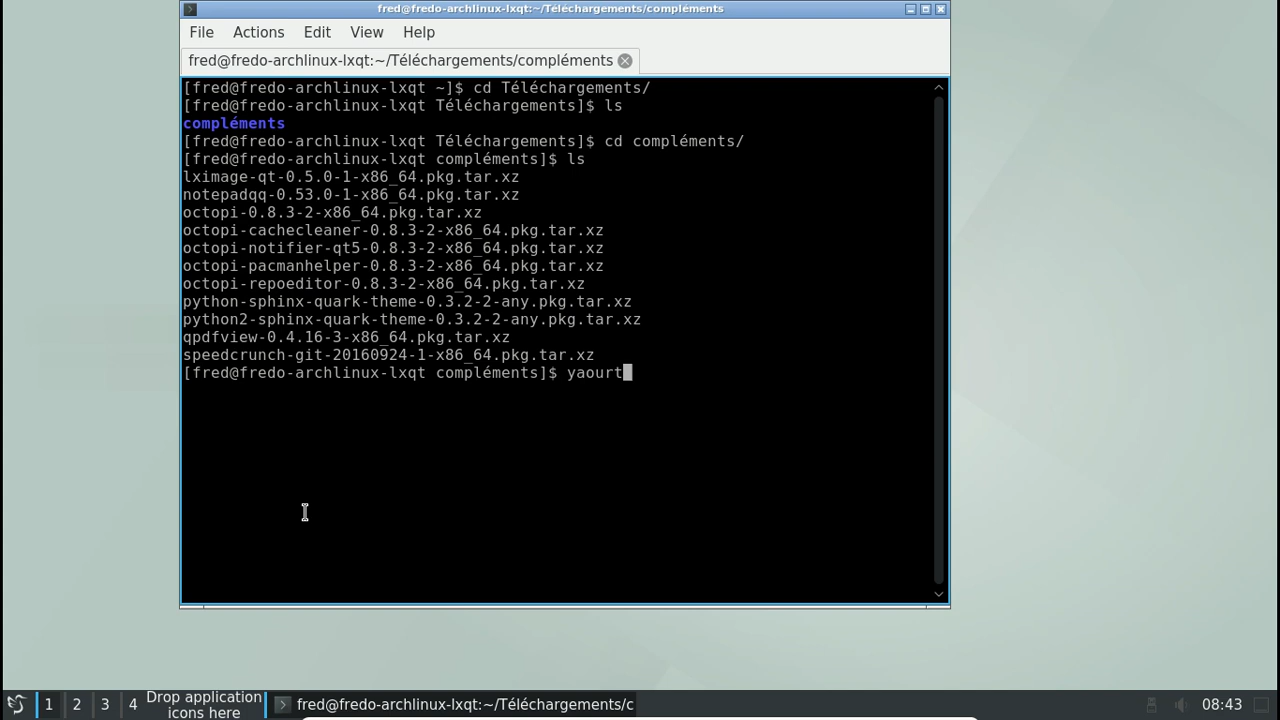 fred@fredo-archlinux-lxqt:~/Téléchargements/compléments
File Actions Edit View Help
fred@fredo-archlinux-lxqt:~/Téléchargements/compléments
[fred@fredo-archlinux-lxqt ~]$ cd Téléchargements/
[fred@fredo-archlinux-lxqt Téléchargements]$ ls
compléments
[fred@fredo-archlinux-lxqt Téléchargements]$ cd compléments/
[fred@fredo-archlinux-lxqt compléments]$ ls
lximage-qt-0.5.0-1-x86_64.pkg.tar.xz
notepadqq-0.53.0-1-x86_64.pkg.tar.xz
octopi-0.8.3-2-x86_64.pkg.tar.xz
octopi-cachecleaner-0.8.3-2-x86_64.pkg.tar.xz
octopi-notifier-qt5-0.8.3-2-x86_64.pkg.tar.xz
octopi-pacmanhelper-0.8.3-2-x86_64.pkg.tar.xz
octopi-repoeditor-0.8.3-2-x86_64.pkg.tar.xz
python-sphinx-quark-theme-0.3.2-2-any.pkg.tar.xz
python2-sphinx-quark-theme-0.3.2-2-any.pkg.tar.xz
qpdfview-0.4.16-3-x86_64.pkg.tar.xz
speedcrunch-git-20160924-1-x86_64.pkg.tar.xz
[fred@fredo-archlinux-lxqt compléments]$ yaourt
1 2 3 4 Drop application icons here fred@fredo-archlinux-lxqt:~/Téléchargements/c 08:43